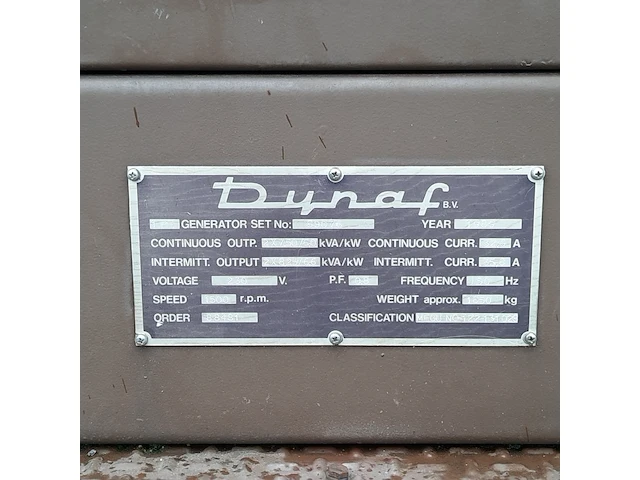 Dynaf B.V.
GENERATOR SET No: YEAR
CONTINUOUS OUTP. kVA/kW CONTINUOUS CURR. A
INTERMITT. OUTPUT kVA/kW INTERMITT. CURR. A
VOLTAGE V. P.F. FREQUENCY Hz
SPEED 1500 r.p.m. WEIGHT approx. kg
ORDER CLASSIFICATION